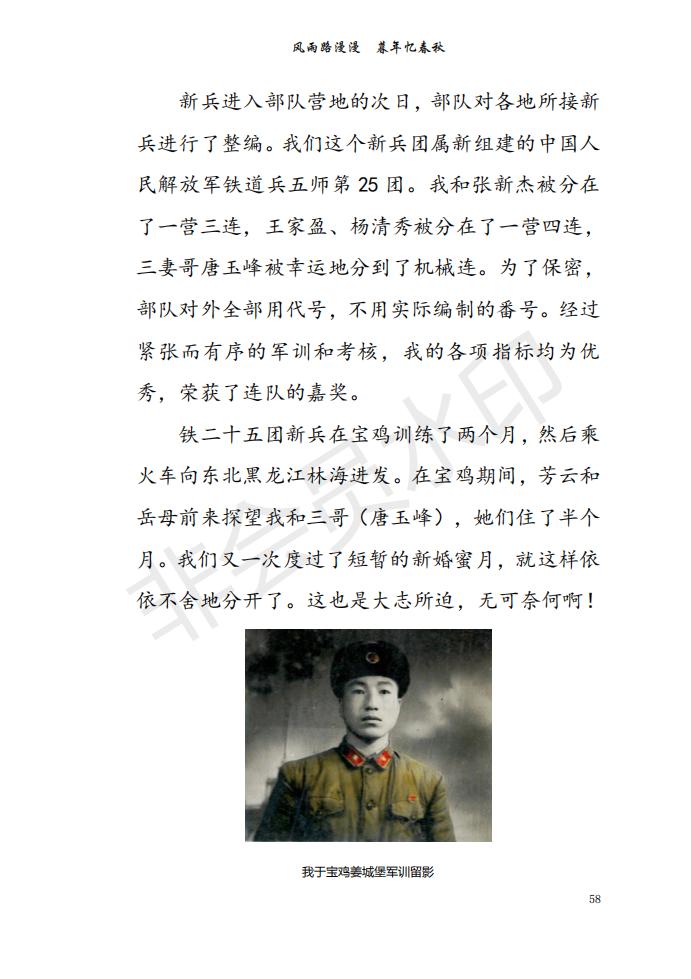 风雨路漫漫　暮年忆春秋
新兵进入部队营地的次日，部队对各地所接新
兵进行了整编。我们这个新兵团属新组建的中国人
民解放军铁道兵五师第 25 团。我和张新杰被分在
了一营三连，王家盈、杨清秀被分在了一营四连，
三妻哥唐玉峰被幸运地分到了机械连。为了保密，
部队对外全部用代号，不用实际编制的番号。经过
紧张而有序的军训和考核，我的各项指标均为优
秀，荣获了连队的嘉奖。
铁二十五团新兵在宝鸡训练了两个月，然后乘
火车向东北黑龙江林海进发。在宝鸡期间，芳云和
岳母前来探望我和三哥（唐玉峰），她们住了半个
月。我们又一次度过了短暂的新婚蜜月，就这样依
依不舍地分开了。这也是大志所迫，无可奈何啊！
非会员水印
我于宝鸡姜城堡军训留影
58